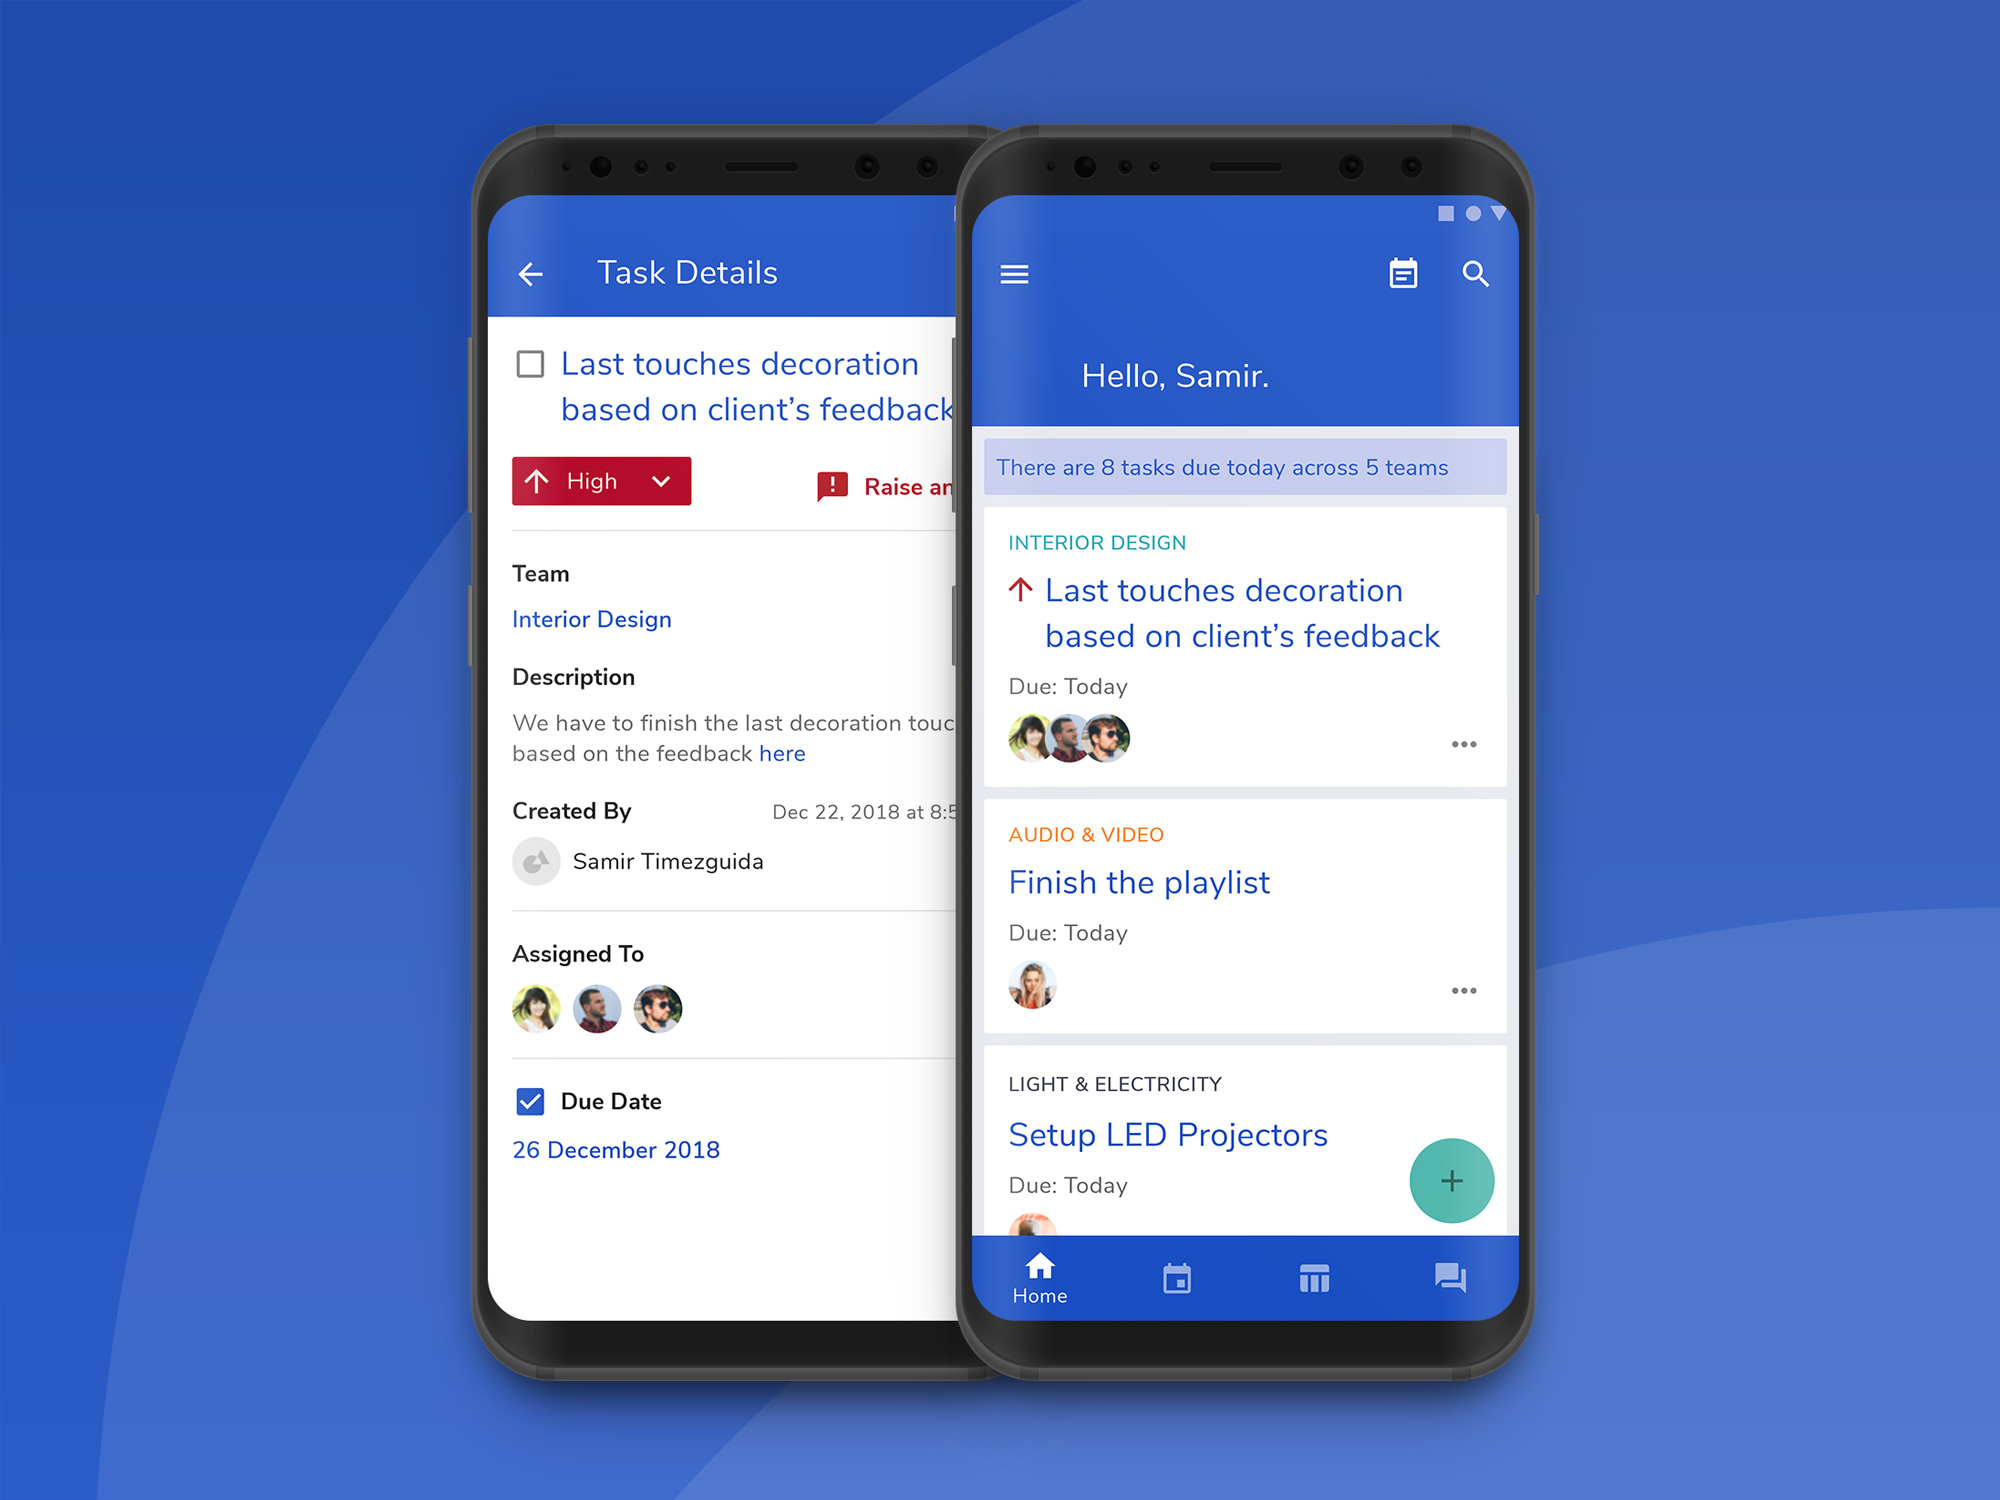 Task Details
Last touches decoration
based on client’s feedback
High
Raise an
Team
Interior Design
Description
We have to finish the last decoration
based on the feedback here
Created By
Dec 22, 2018 at
Samir Timezguida
Assigned To
Due Date
26 December 2018
Hello, Samir.
There are 8 tasks due today across 5 teams
INTERIOR DESIGN
Last touches decoration
based on client’s feedback
Due: Today
AUDIO & VIDEO
Finish the playlist
Due: Today
LIGHT & ELECTRICITY
Setup LED Projectors
Due: Today
Home